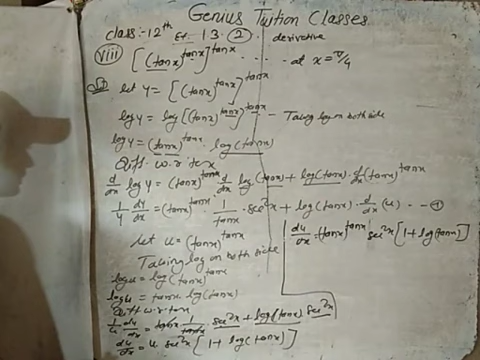 Genius Tuition Classes
class:- 12th Ex 13.2 derivative
(viii) [(tanx)^tanx]^tanx ..... at x = π/4
Sol let Y = [(tanx)^tanx]^tanx
log Y = log [(tanx)^tanx]^tanx - Taking log on both side
log Y = (tanx)^tanx . log (tanx)
Diff. w.r.to x
d/dx log Y = (tanx)^tanx d/dx log (tanx) + log (tanx) . d/dx (tanx)^tanx
1/y dy/dx = (tanx)^tanx . 1/tanx . sec²x + log (tanx) . d/dx (u) - ①
let u = (tanx)^tanx
Taking log on both side
log u = log (tanx)^tanx
log u = tanx . log (tanx)
Diff w.r.to x
1/u du/dx = tanx . 1/tanx sec²x + log (tanx) sec²x
du/dx = u sec²x [1 + log (tanx)]
du/dx = (tanx)^tanx sec²x [1 + log (tanx)]